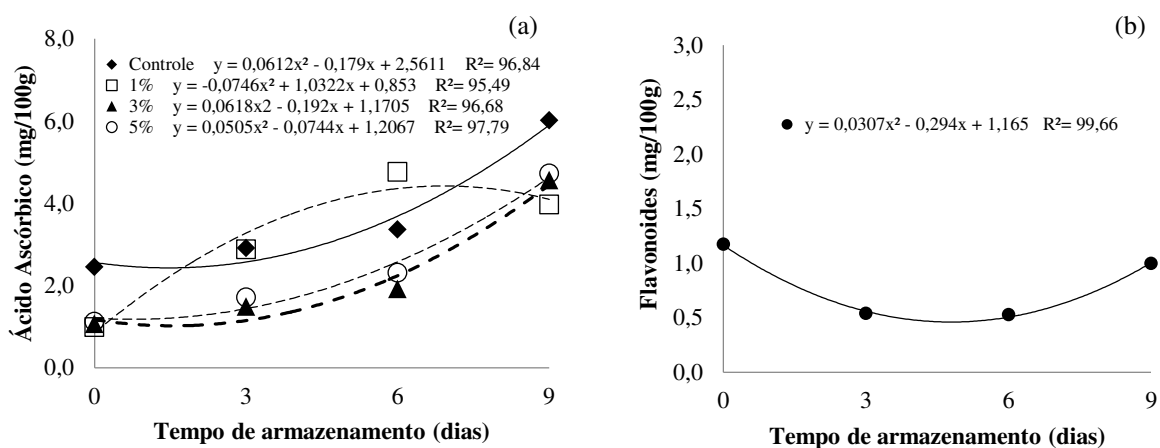 (a)
8,0
6,0
4,0
2,0
0,0
Ácido Ascórbico (mg/100g)
Controle y = 0,0612x² - 0,179x + 2,5611 R²= 96,84
1% y = -0,0746x² + 1,0322x + 0,853 R²= 95,49
3% y = 0,0618x2 - 0,192x + 1,1705 R²= 96,68
5% y = 0,0505x² - 0,0744x + 1,2067 R²= 97,79
0 3 6 9
Tempo de armazenamento (dias)
(b)
3,0
2,5
2,0
1,5
1,0
0,5
0,0
Flavonoides (mg/100g)
y = 0,0307x² - 0,294x + 1,165 R²= 99,66
0 3 6 9
Tempo de armazenamento (dias)